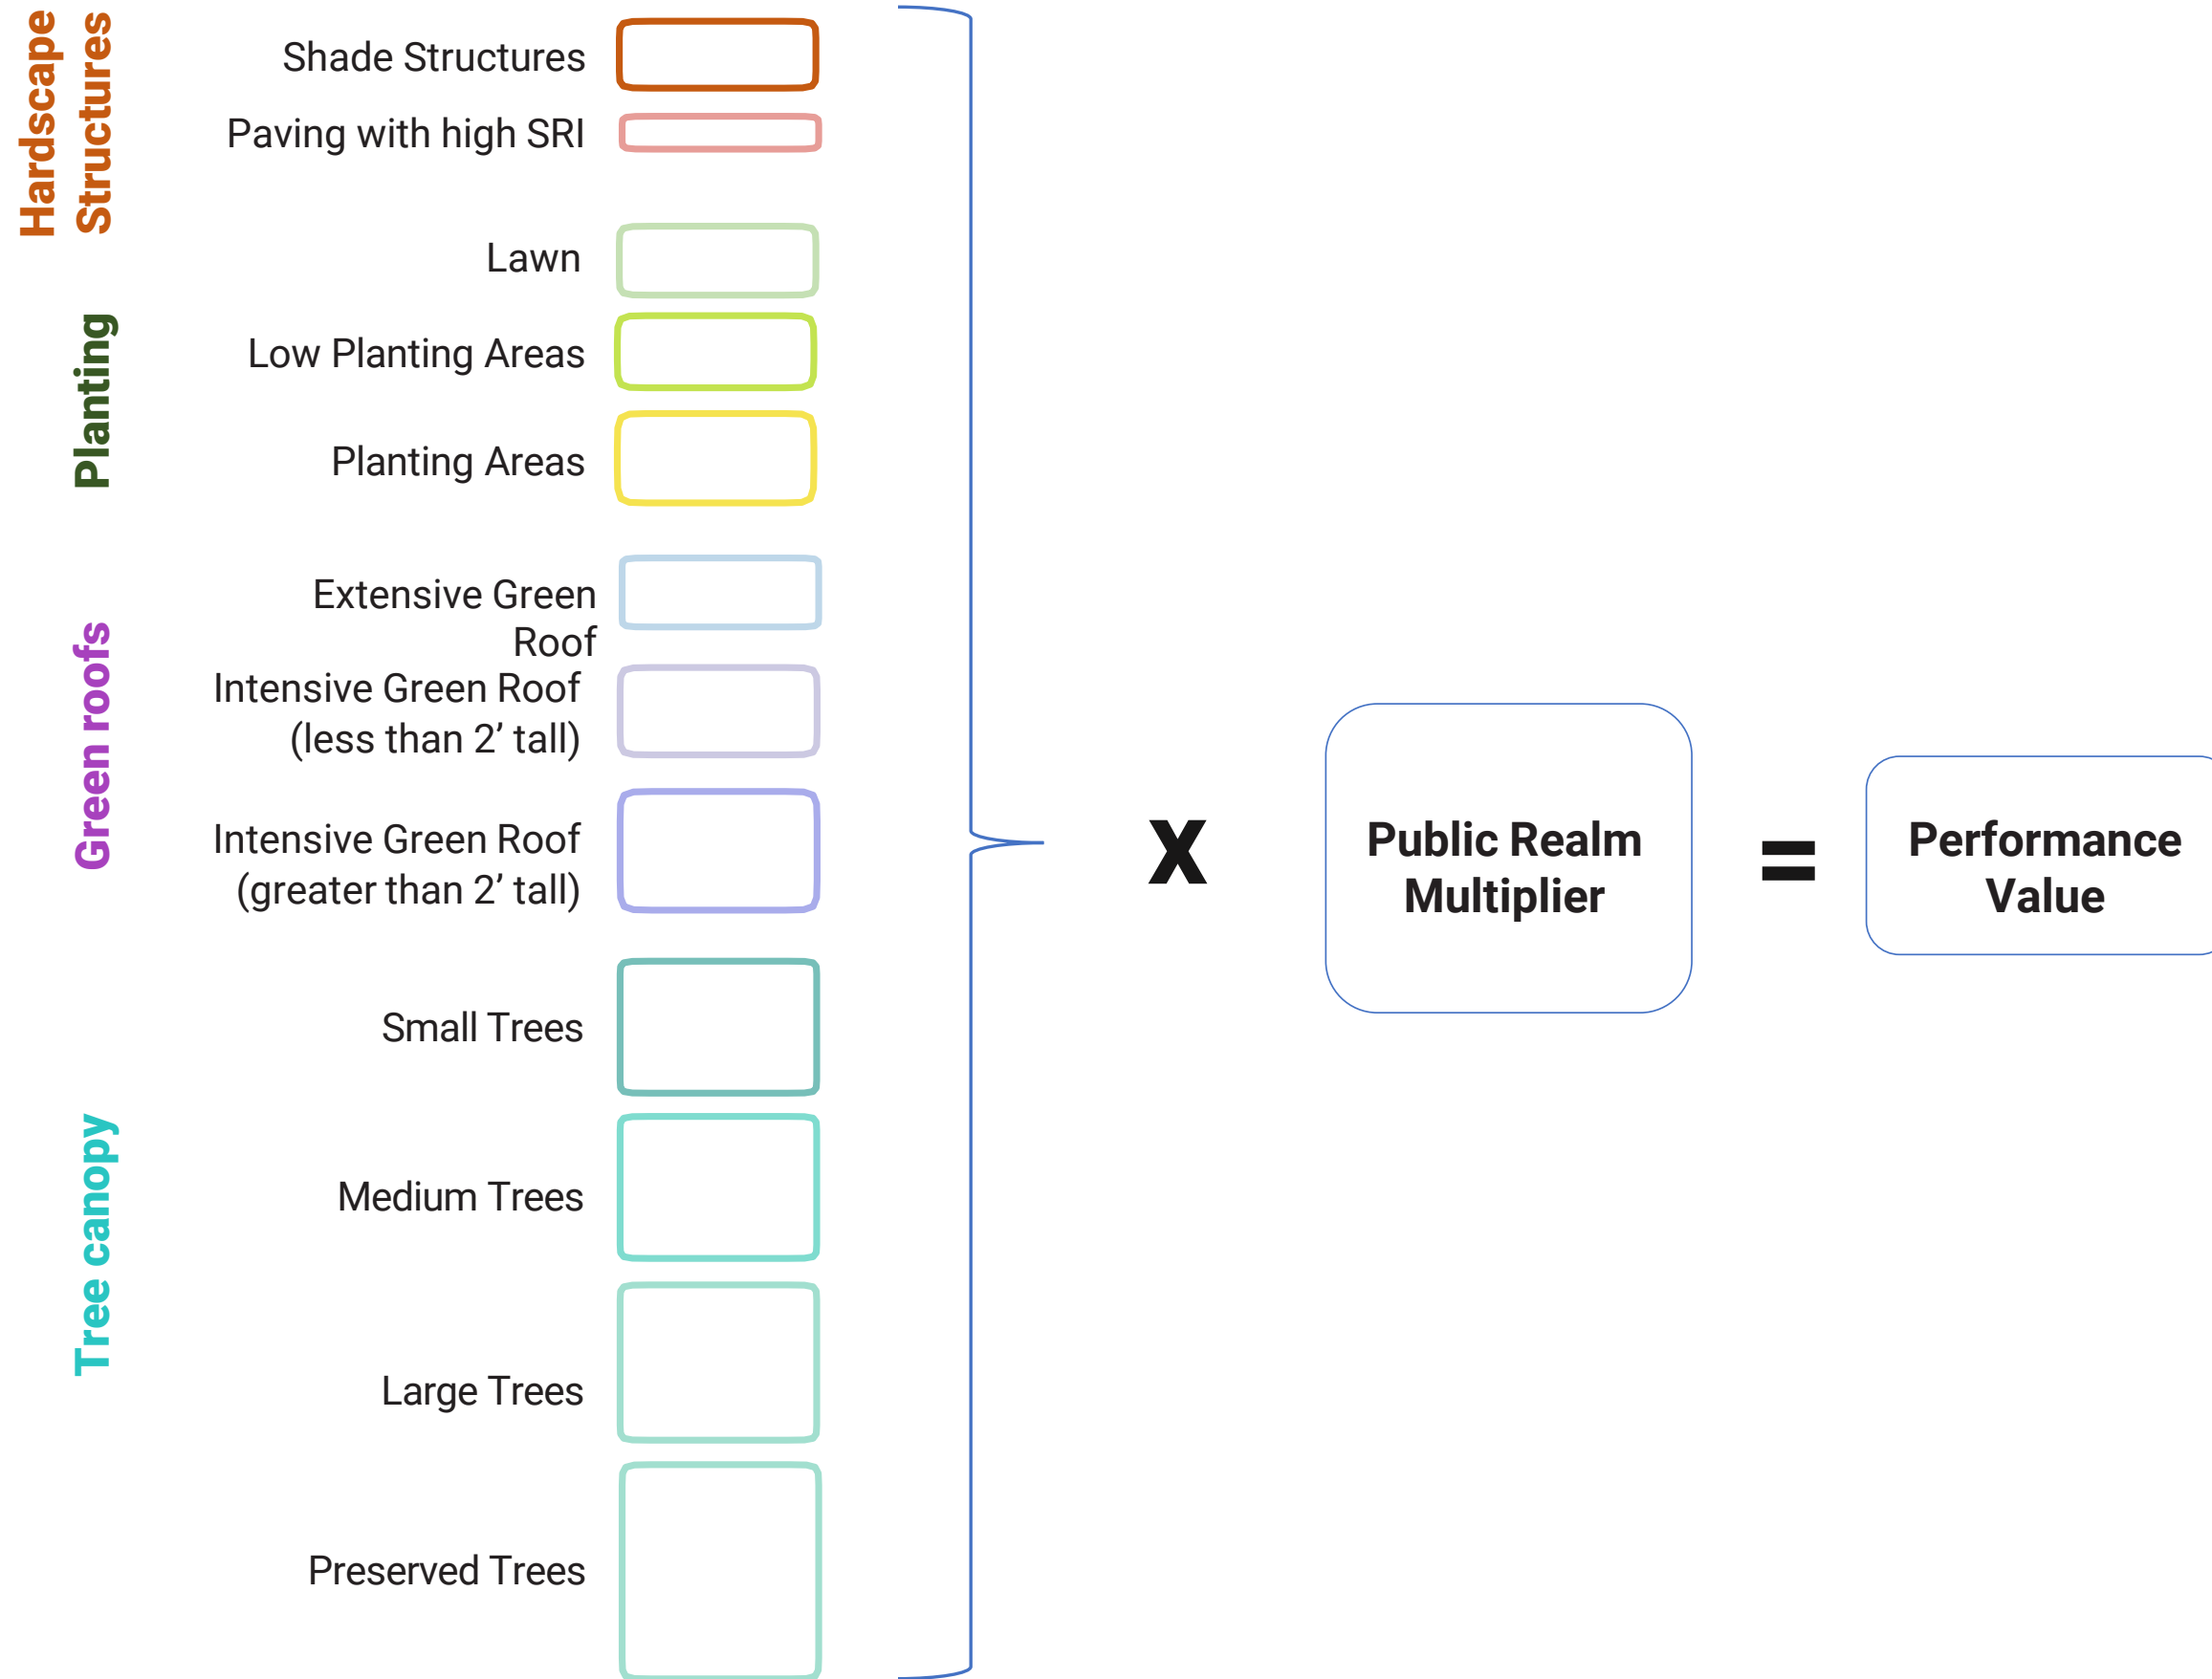 Hardscape
Structures
Shade Structures
Paving with high SRI
Planting
Lawn
Low Planting Areas
Planting Areas
Green roofs
Extensive Green
Roof
Intensive Green Roof
(less than 2’ tall)
Intensive Green Roof
(greater than 2’ tall)
Tree canopy
Small Trees
Medium Trees
Large Trees
Preserved Trees
X
Public Realm
Multiplier
=
Performance
Value